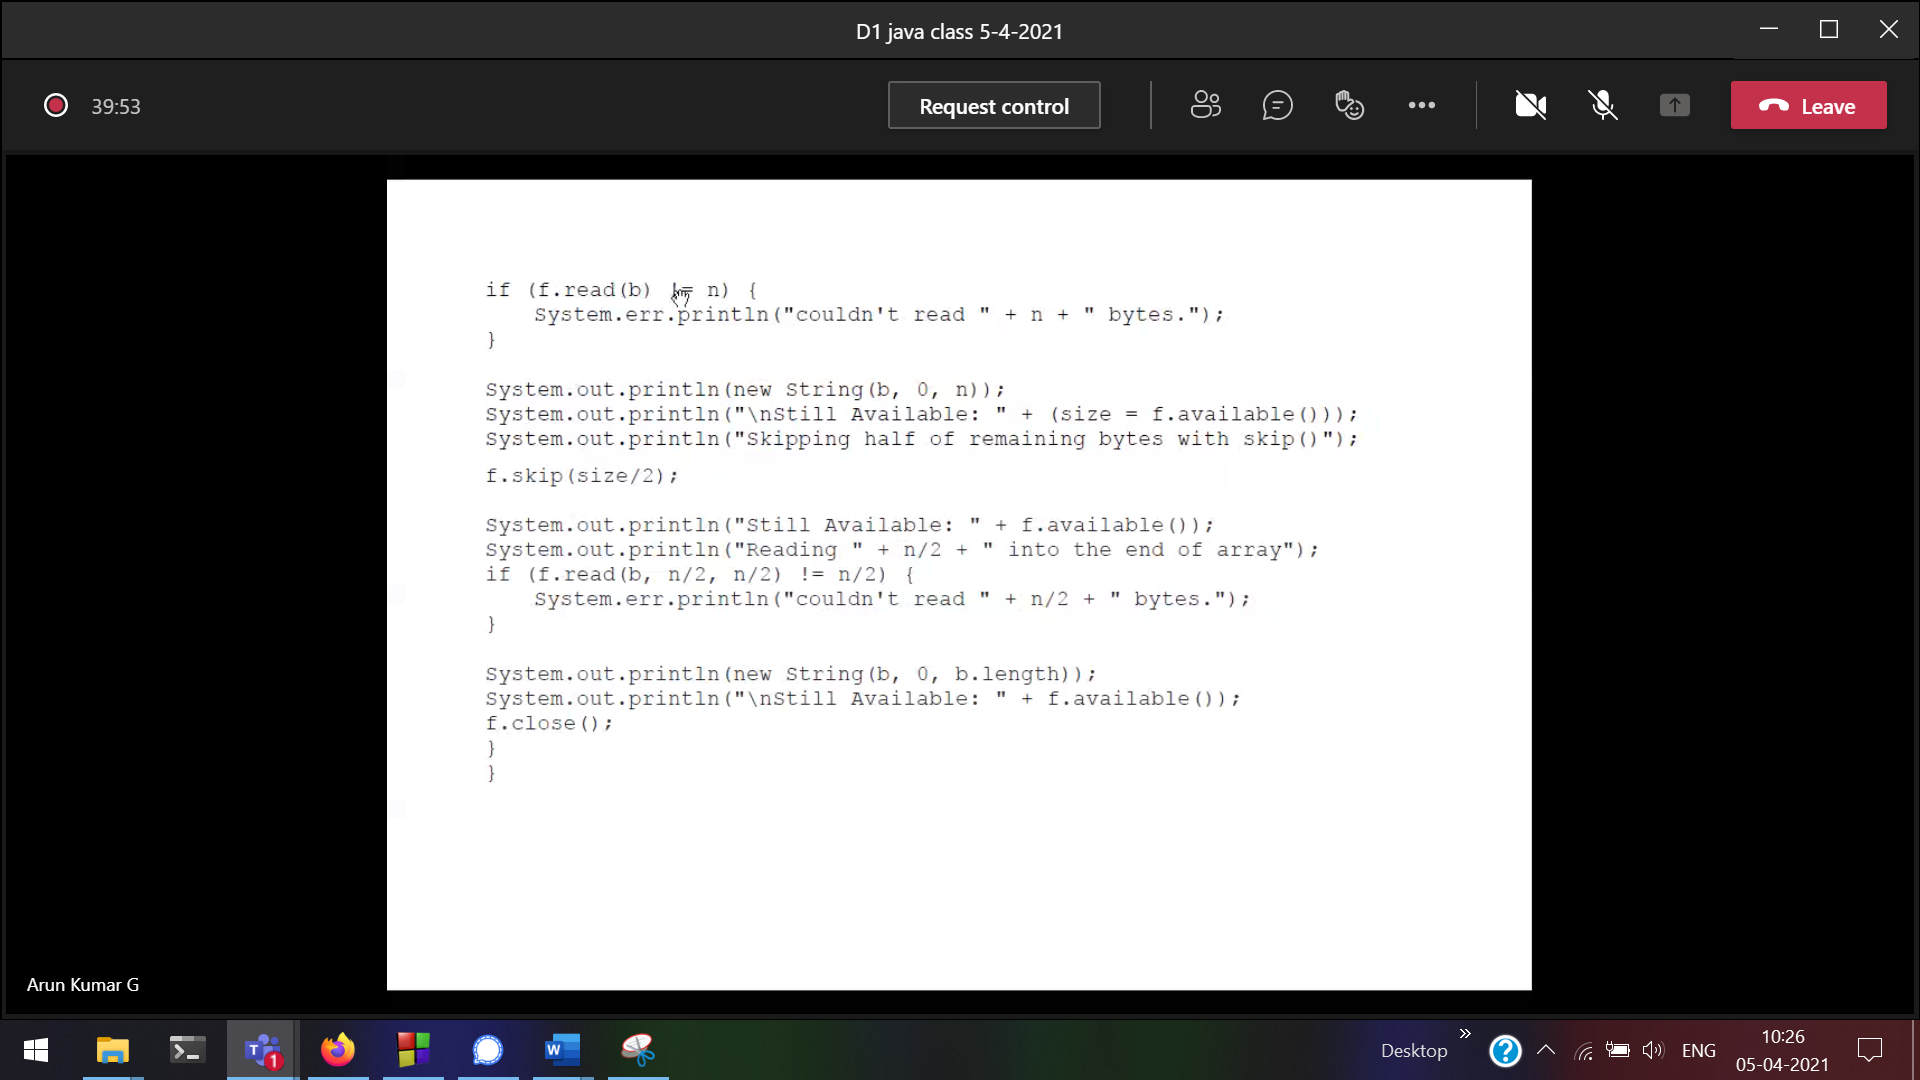 D1 java class 5-4-2021
39:53
Request control
Leave
if (f.read(b) != n) {
System.err.println("couldn't read " + n + " bytes.");
}
System.out.println(new String(b, 0, n));
System.out.println("\nStill Available: " + (size = f.available()));
System.out.println("Skipping half of remaining bytes with skip()");
f.skip(size/2);
System.out.println("Still Available: " + f.available());
System.out.println("Reading " + n/2 + " into the end of array");
if (f.read(b, n/2, n/2) != n/2) {
System.err.println("couldn't read " + n/2 + " bytes.");
}
System.out.println(new String(b, 0, b.length));
System.out.println("\nStill Available: " + f.available());
f.close();
}
}
Arun Kumar G
T 1
W
Desktop
ENG
10:26
05-04-2021